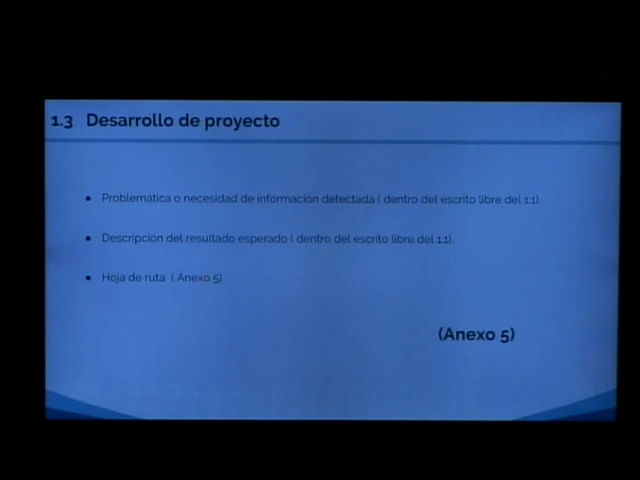 1.3 Desarrollo de proyecto
• Problemática o necesidad de información detectada ( dentro del escrito libre del 1.1).
• Descripción del resultado esperado ( dentro del escrito libre del 1.1).
• Hoja de ruta ( Anexo 5)
(Anexo 5)